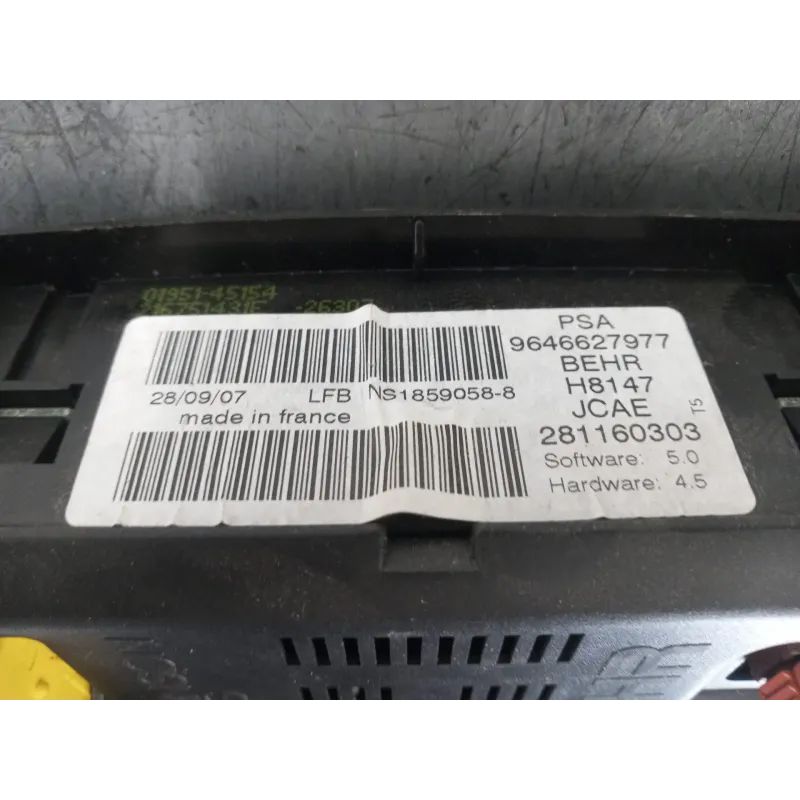 01951-45154
-2630
PSA
9646627977
BEHR
H8147
JCAE
T5
281160303
Software: 5.0
Hardware: 4.5
28/09/07 LFB NS1859058-8
made in france